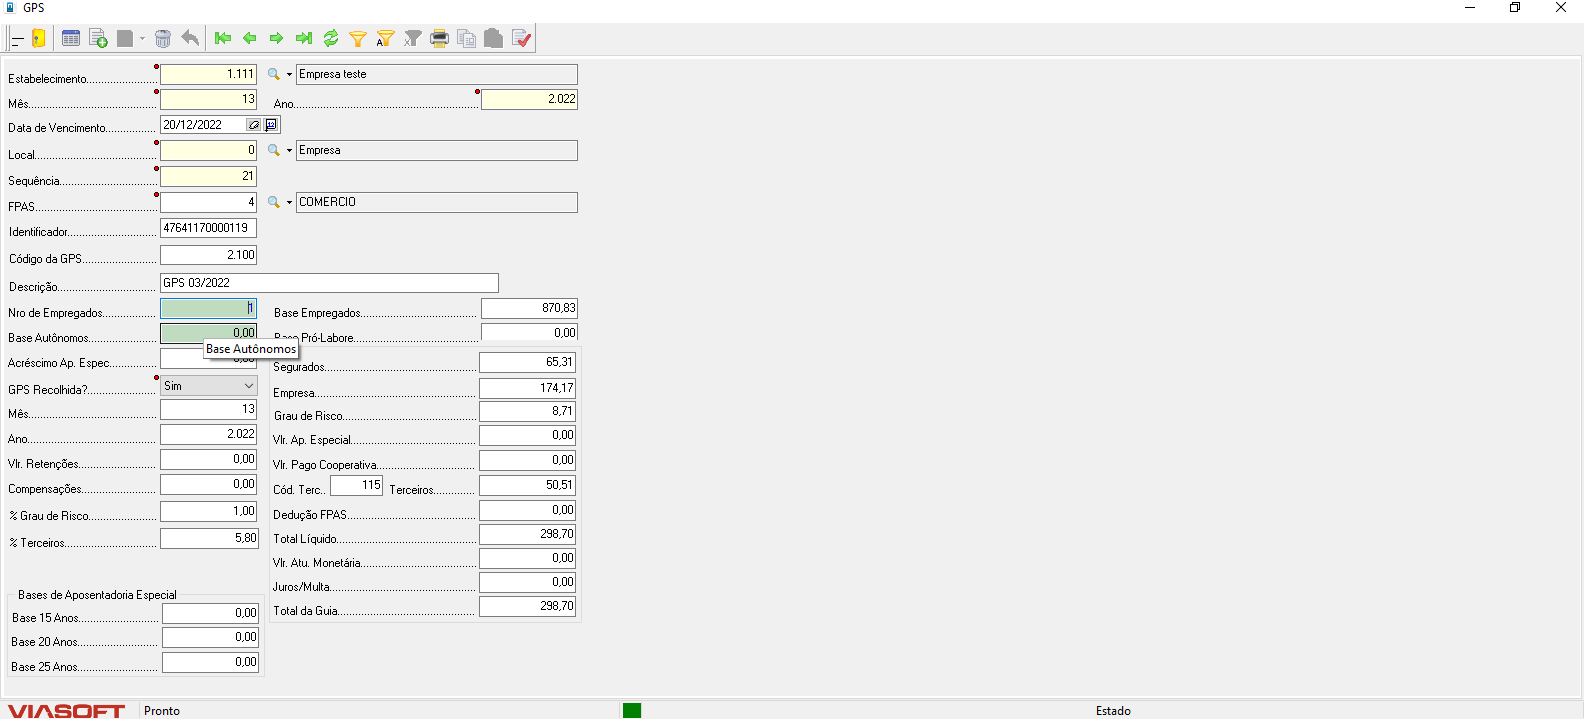 GPS
Estabelecimento 1.111 Empresa teste
Mês 13 Ano 2.022
Data de Vencimento 20/12/2022
Local 0 Empresa
Sequência 21
FPAS 4 COMERCIO
Identificador 47641170000119
Código da GPS 2.100
Descrição GPS 03/2022
Nro de Empregados 1 Base Empregados 870,83
Base Autônomos 0,00 Pró-Labore 0,00
Base Autônomos
Acréscimo Ap. Espec 0,00
Segurados 65,31
GPS Recolhida? Sim
Empresa 174,17
Mês 13
Grau de Risco 8,71
Ano 2.022
Vlr. Ap. Especial 0,00
Vlr. Retenções 0,00
Vlr. Pago Cooperativa 0,00
Compensações 0,00
Cód. Terc.. 115 Terceiros 50,51
% Grau de Risco 1,00
Dedução FPAS 0,00
% Terceiros 5,80
Total Líquido 298,70
Vlr. Atu. Monetária 0,00
Juros/Multa 0,00
Total da Guia 298,70
Bases de Aposentadoria Especial
Base 15 Anos 0,00
Base 20 Anos 0,00
Base 25 Anos 0,00
VIASOFT Pronto Estado